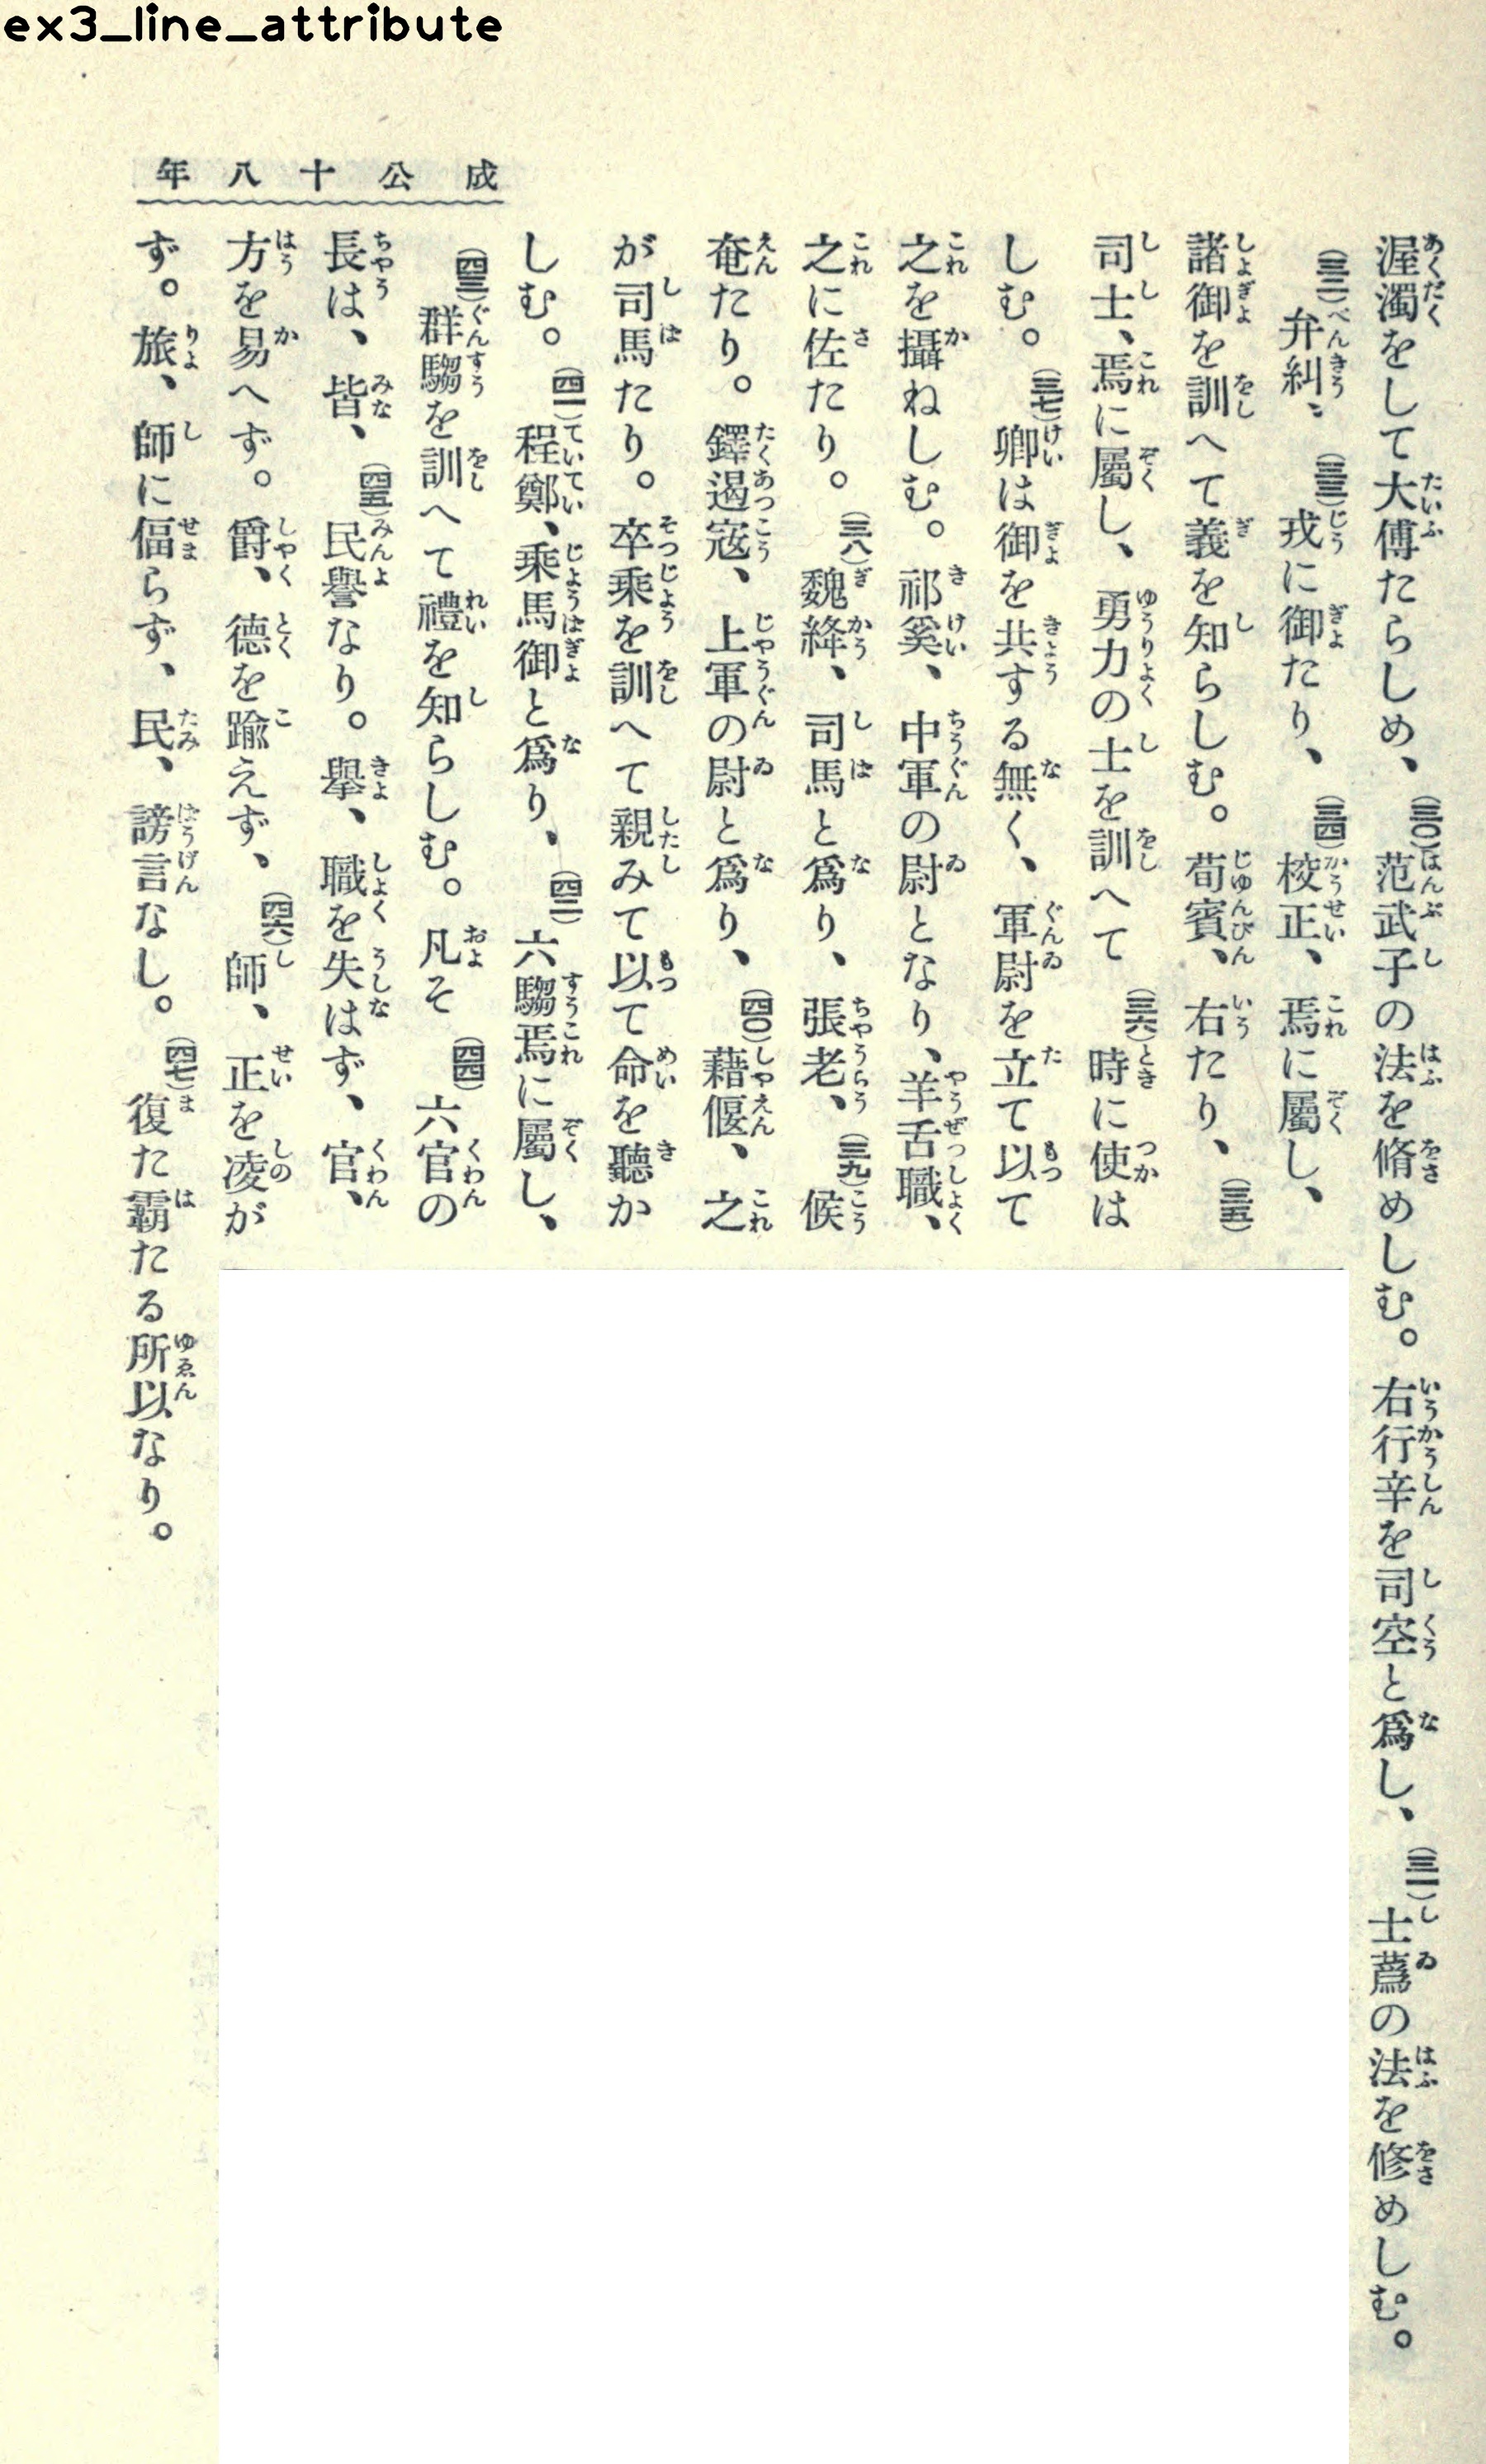 ex3_line_attribute
成公十八年
渥濁をして大傅たらしめ、(三〇)范武子の法を脩めしむ。右行辛を司空と爲し、(三一)士蔿の法を修めしむ。
(三二)弁糾、(三三)戎に御たり、(三四)校正、焉に屬し、
諸御を訓へて義を知らしむ。荀賓、右たり、(三五)
司士、焉に屬し、勇力の士を訓へて(三六)時に使は
しむ。(三七)卿は御を共する無く、軍尉を立て以て
之を攝ねしむ。祁奚、中軍の尉となり、羊舌職、
之に佐たり。(三八)魏絳、司馬と爲り、張老、(三九)候
奄たり。鐸遏寇、上軍の尉と爲り、(四〇)藉偃、之
が司馬たり。卒乘を訓へて親みて以て命を聽か
しむ。(四一)程鄭、乘馬御と爲り、(四二)六騶焉に屬し、
(四三)群騶を訓へて禮を知らしむ。凡そ(四四)六官の
長は、皆、(四五)民譽なり。擧、職を失はず、官、
方を易へず。爵、德を踰えず、(四六)師、正を凌が
ず。旅、師に偪らず、民、謗言なし。(四七)復た霸たる所以なり。